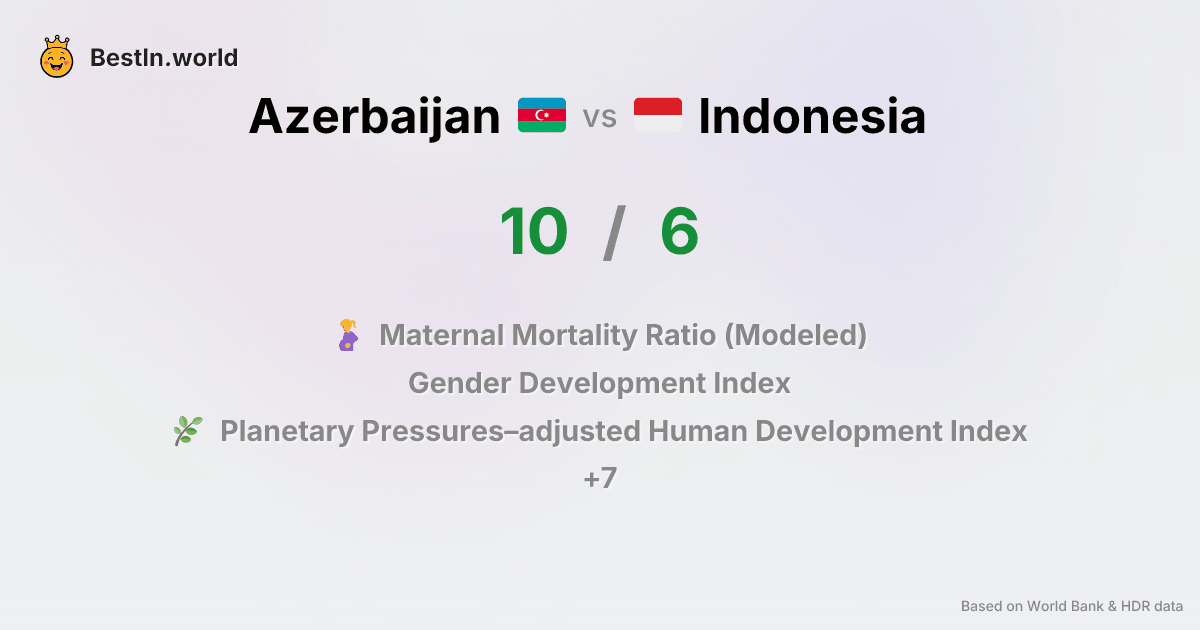 BestIn.world
Azerbaijan vs Indonesia
10 / 6
Maternal Mortality Ratio (Modeled)
Gender Development Index
Planetary Pressures–adjusted Human Development Index
+7
Based on World Bank & HDR data